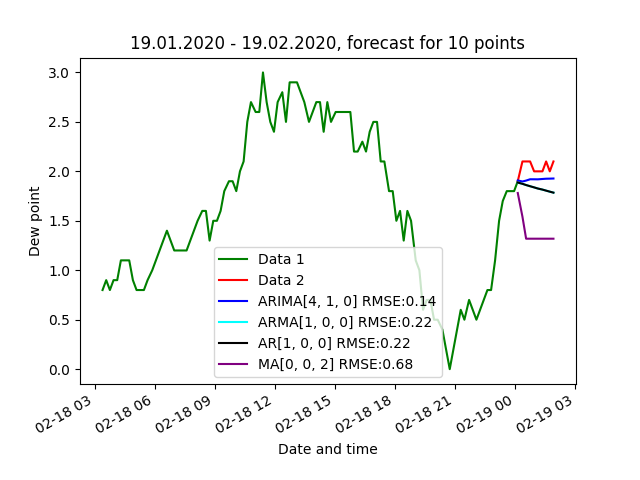 19.01.2020 - 19.02.2020, forecast for 10 points
3.0
2.5
2.0
1.5
1.0
0.5
0.0
Dew point
Data 1
Data 2
ARIMA[4, 1, 0] RMSE:0.14
ARMA[1, 0, 0] RMSE:0.22
AR[1, 0, 0] RMSE:0.22
MA[0, 0, 2] RMSE:0.68
02-18 03
02-18 06
02-18 09
02-18 12
02-18 15
02-18 18
02-18 21
02-19 00
02-19 03
Date and time